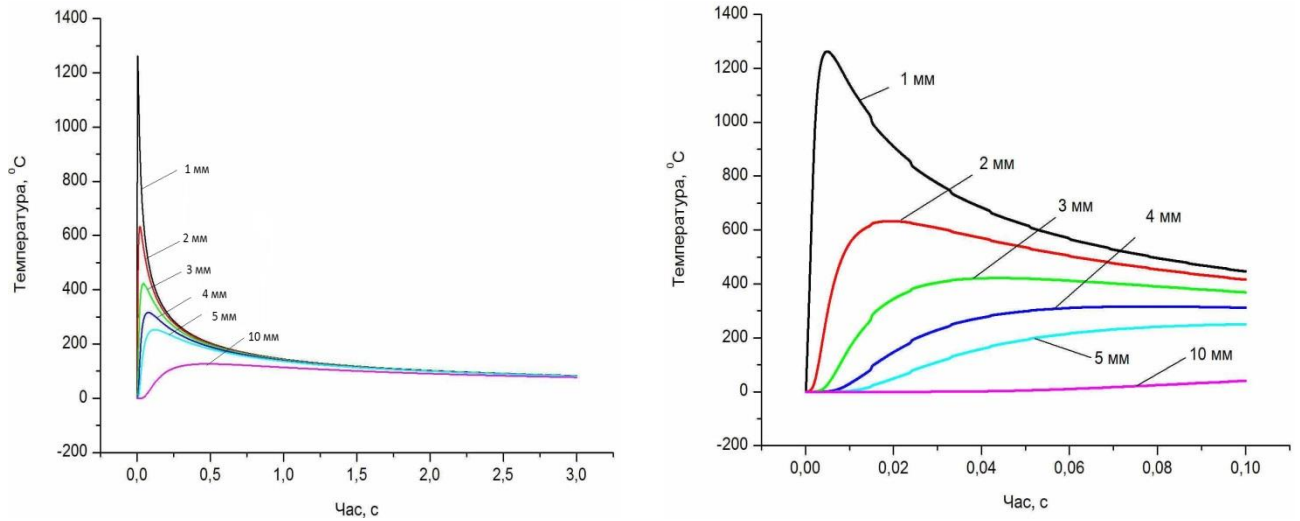 1400
1200
1000
800
600
400
200
0
-200
Температура, ⁰C
1 мм
2 мм
3 мм
4 мм
5 мм
10 мм
0,0 0,5 1,0 1,5 2,0 2,5 3,0
Час, с
1400
1200
1000
800
600
400
200
0
-200
Температура, ⁰C
1 мм
2 мм
3 мм
4 мм
5 мм
10 мм
0,00 0,02 0,04 0,06 0,08 0,10
Час, с